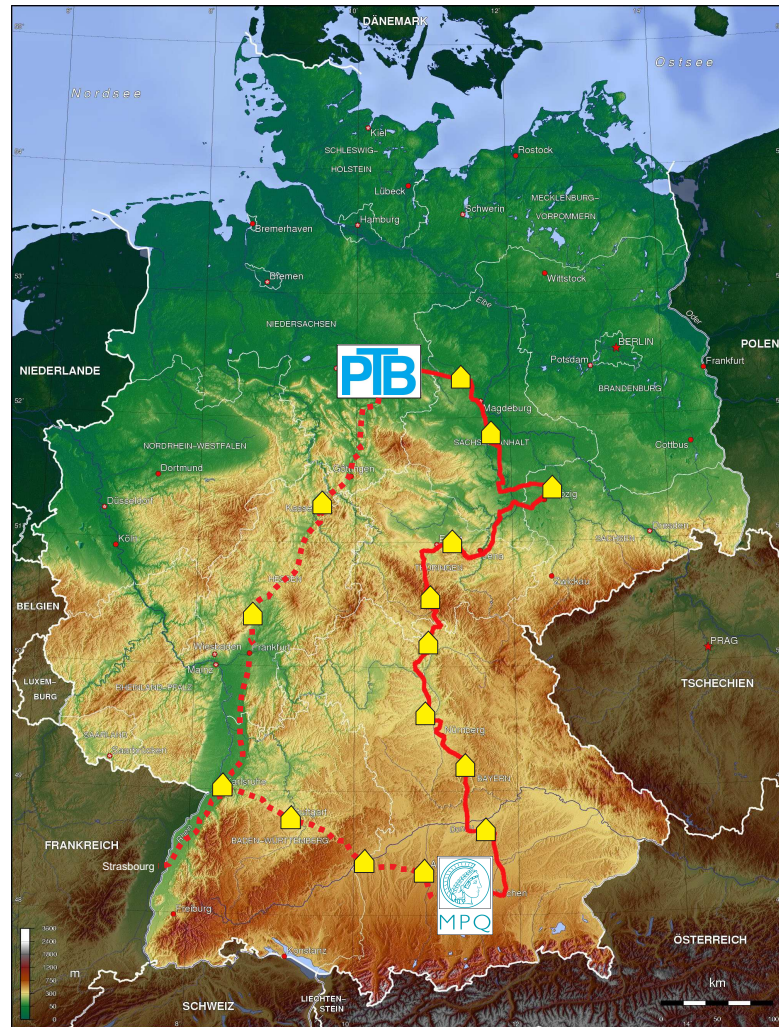 DÄNEMARK
Nordsee
Ostsee
Kiel
SCHLESWIG-
HOLSTEIN
Rostock
Lübeck
MECKLENBURG-
VORPOMMERN
Schwerin
Hamburg
Bremerhaven
Bremen
Wittstock
Elbe
Oder
NIEDERSACHSEN
BERLIN
POLEN
NIEDERLANDE
PTB
Potsdam
Frankfurt
BRANDENBURG
Magdeburg
Cottbus
NORDRHEIN-WESTFALEN
Dortmund
Göttingen
Düsseldorf
Köln
SACHSEN
BELGIEN
Zwickau
HESSEN
Wiesbaden
Frankfurt
Mainz
PRAG
LUXEM-
BURG
RHEINLAND-PFALZ
TSCHECHIEN
SAARLAND
Saarbrücken
Nürnberg
BAYERN
FRANKREICH
BADEN-WÜRTTEMBERG
Strasbourg
Freiburg
MPQ
Konstanz
ÖSTERREICH
SCHWEIZ
LIECHTEN-
STEIN
m
km